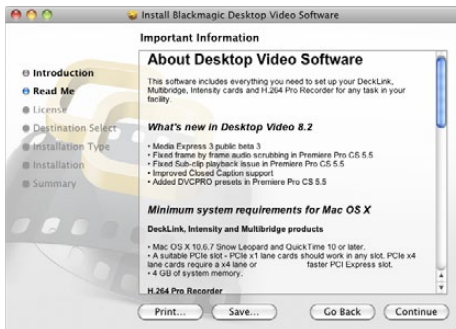 Install Blackmagic Desktop Video Software
Important Information
Introduction
Read Me
License
Destination Select
Installation Type
Installation
Summary
About Desktop Video Software
This software includes everything you need to set up your DeckLink,
Multibridge, Intensity cards and H.264 Pro Recorder for any task in your
facility.
What's new in Desktop Video 8.2
• Media Express 3 public beta 3
• Fixed frame by frame audio scrubbing in Premiere Pro CS 5.5
• Fixed Sub-clip playback issue in Premiere Pro CS 5.5
• Improved Closed Caption support
• Added DVCPRO presets in Premiere Pro CS 5.5
Minimum system requirements for Mac OS X
DeckLink, Intensity and Multibridge products
• Mac OS X 10.6.7 Snow Leopard and QuickTime 10 or later.
• A suitable PCIe slot - PCIe x1 lane cards should work in any slot. PCIe x4
lane cards require a x4 lane or faster PCI Express slot.
• 4 GB of system memory.
H.264 Pro Recorder
Print...
Save...
Go Back
Continue